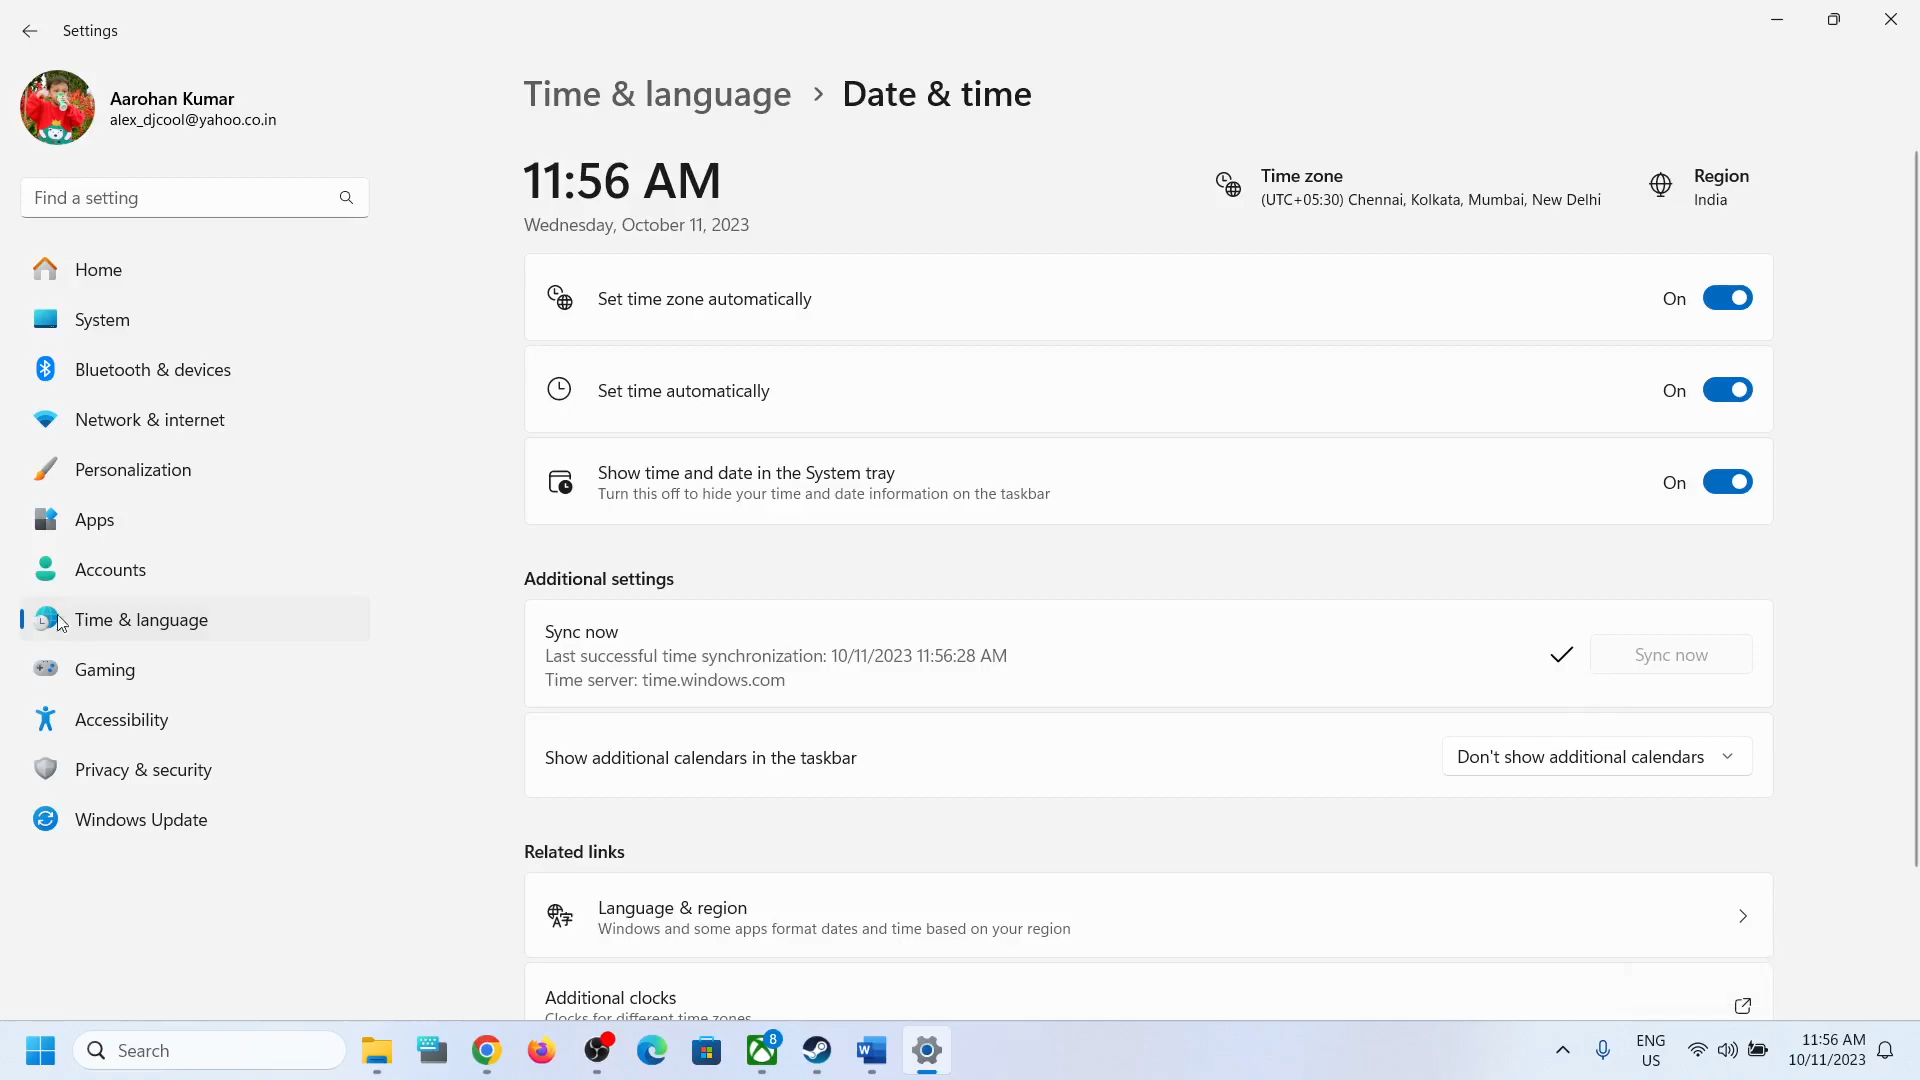 Settings
Aarohan Kumar
alex_djcool@yahoo.co.in
Find a setting
Home
System
Bluetooth & devices
Network & internet
Personalization
Apps
Accounts
Time & language
Gaming
Accessibility
Privacy & security
Windows Update
Time & language > Date & time
11:56 AM
Wednesday, October 11, 2023
Time zone
(UTC+05:30) Chennai, Kolkata, Mumbai, New Delhi
Region
India
Set time zone automatically
On
Set time automatically
On
Show time and date in the System tray
Turn this off to hide your time and date information on the taskbar
On
Additional settings
Sync now
Last successful time synchronization: 10/11/2023 11:56:28 AM
Time server: time.windows.com
Sync now
Show additional calendars in the taskbar
Don't show additional calendars
Related links
Language & region
Windows and some apps format dates and time based on your region
Additional clocks
Clocks for different time zones
Search
8
ENG
US
11:56 AM
10/11/2023